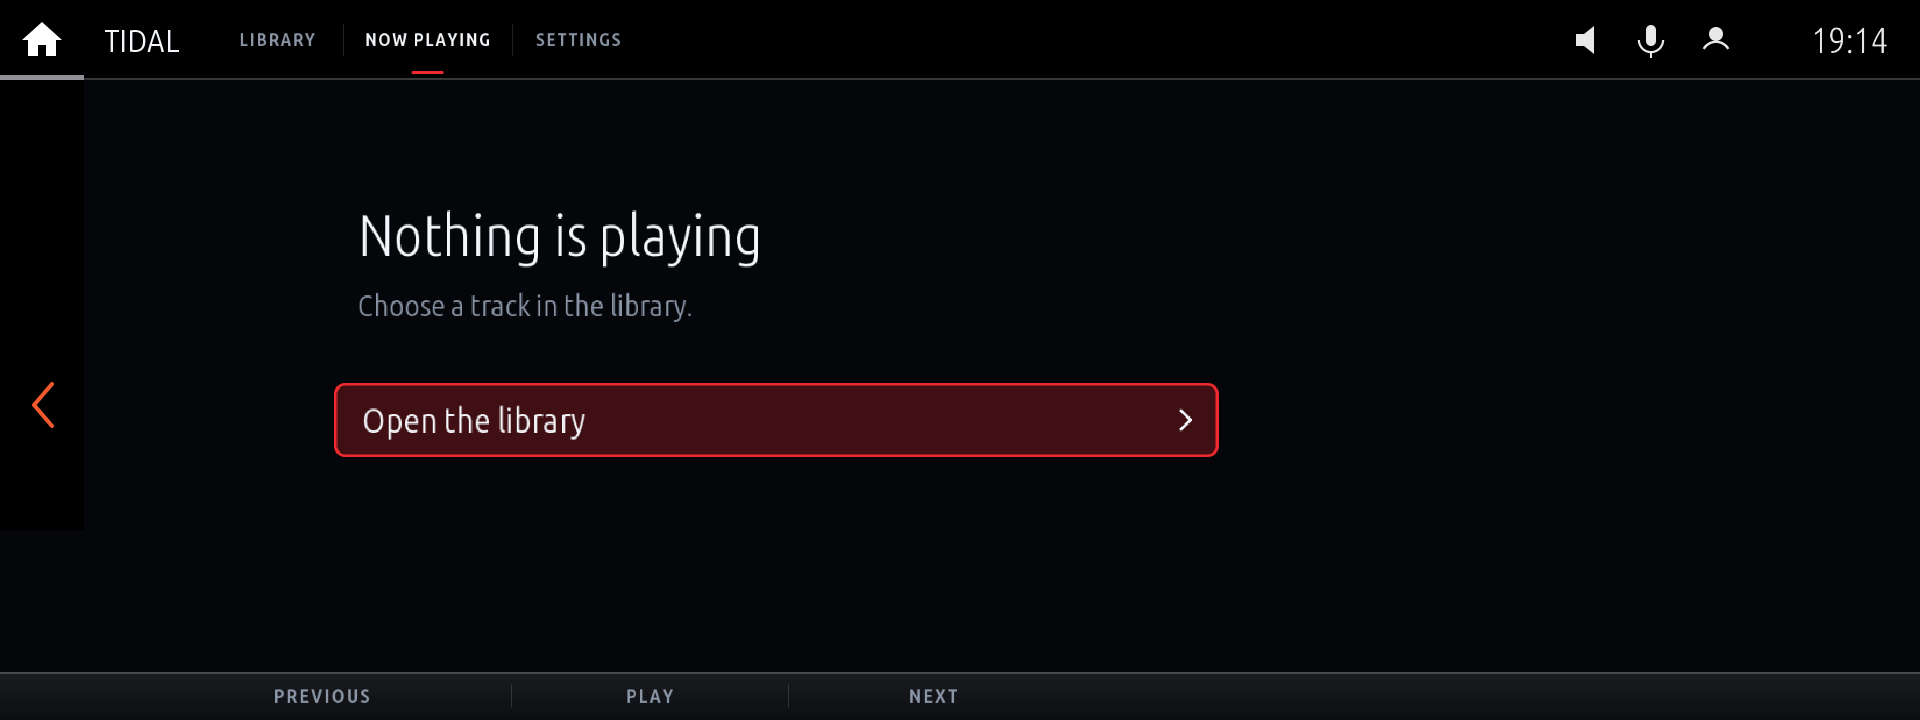 TIDAL
LIBRARY
NOW PLAYING
SETTINGS
19:14
Nothing is playing
Choose a track in the library.
Open the library
PREVIOUS
PLAY
NEXT